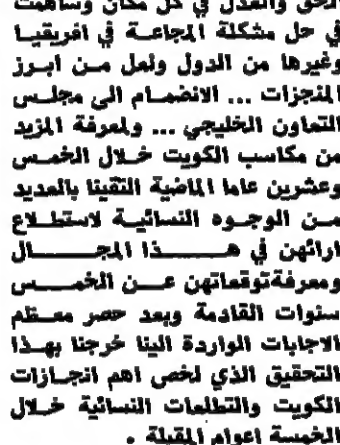 الحق والعدل في كل مكان وساهمت
في حل مشكلة المجاعة في افريقيا
وغيرها من الدول ولعل من ابرز
المنجزات ... الانضمام الى مجلس
التعاون الخليجي ... ولمعرفة المزيد
من مكاسب الكويت خلال الخمس
وعشرين عاما الماضية التقينا بالعديد
من الوجوه النسائية لاستطلاع
ارائهن في هذا المجال
ومعرفة توقعاتهن عن الخمس
سنوات القادمة وبعد حصر معظم
الاجابات الواردة الينا خرجنا بهذا
التحقيق الذي لخص اهم انجازات
الكويت والتطلعات النسائية خلال
الخمسة اعوام المقبلة .